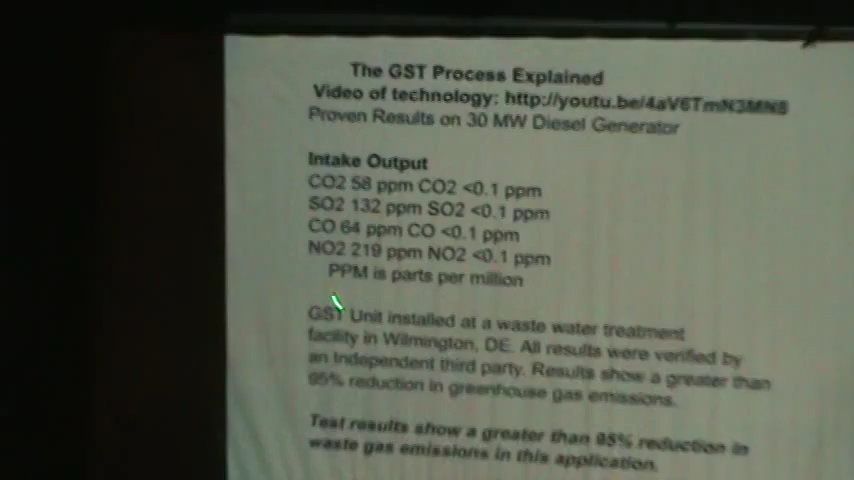 The GST Process Explained
Video of technology: http://youtu.be/4aV6TmN3MN8
Proven Results on 30 MW Diesel Generator
Intake Output
CO2 58 ppm CO2 <0.1 ppm
SO2 132 ppm SO2 <0.1 ppm
CO 64 ppm CO <0.1 ppm
NO2 219 ppm NO2 <0.1 ppm
PPM is parts per million
GST Unit installed at a waste water treatment
facility in Wilmington, DE. All results were verified by
an Independent third party. Results show a greater than
95% reduction in greenhouse gas emissions.
Test results show a greater than 95% reduction in
waste gas emissions in this application.